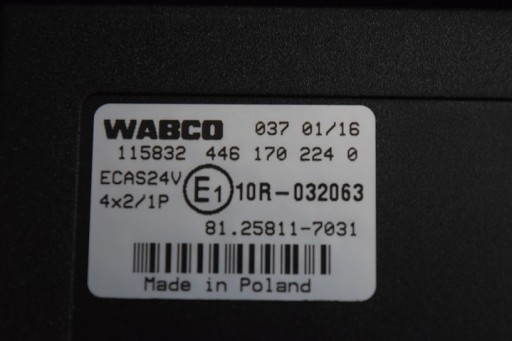 WABCO 037 01/16
115832 446 170 224 0
ECAS24V E1 10R-032063
4x2/1P
81.25811-7031
Made in Poland